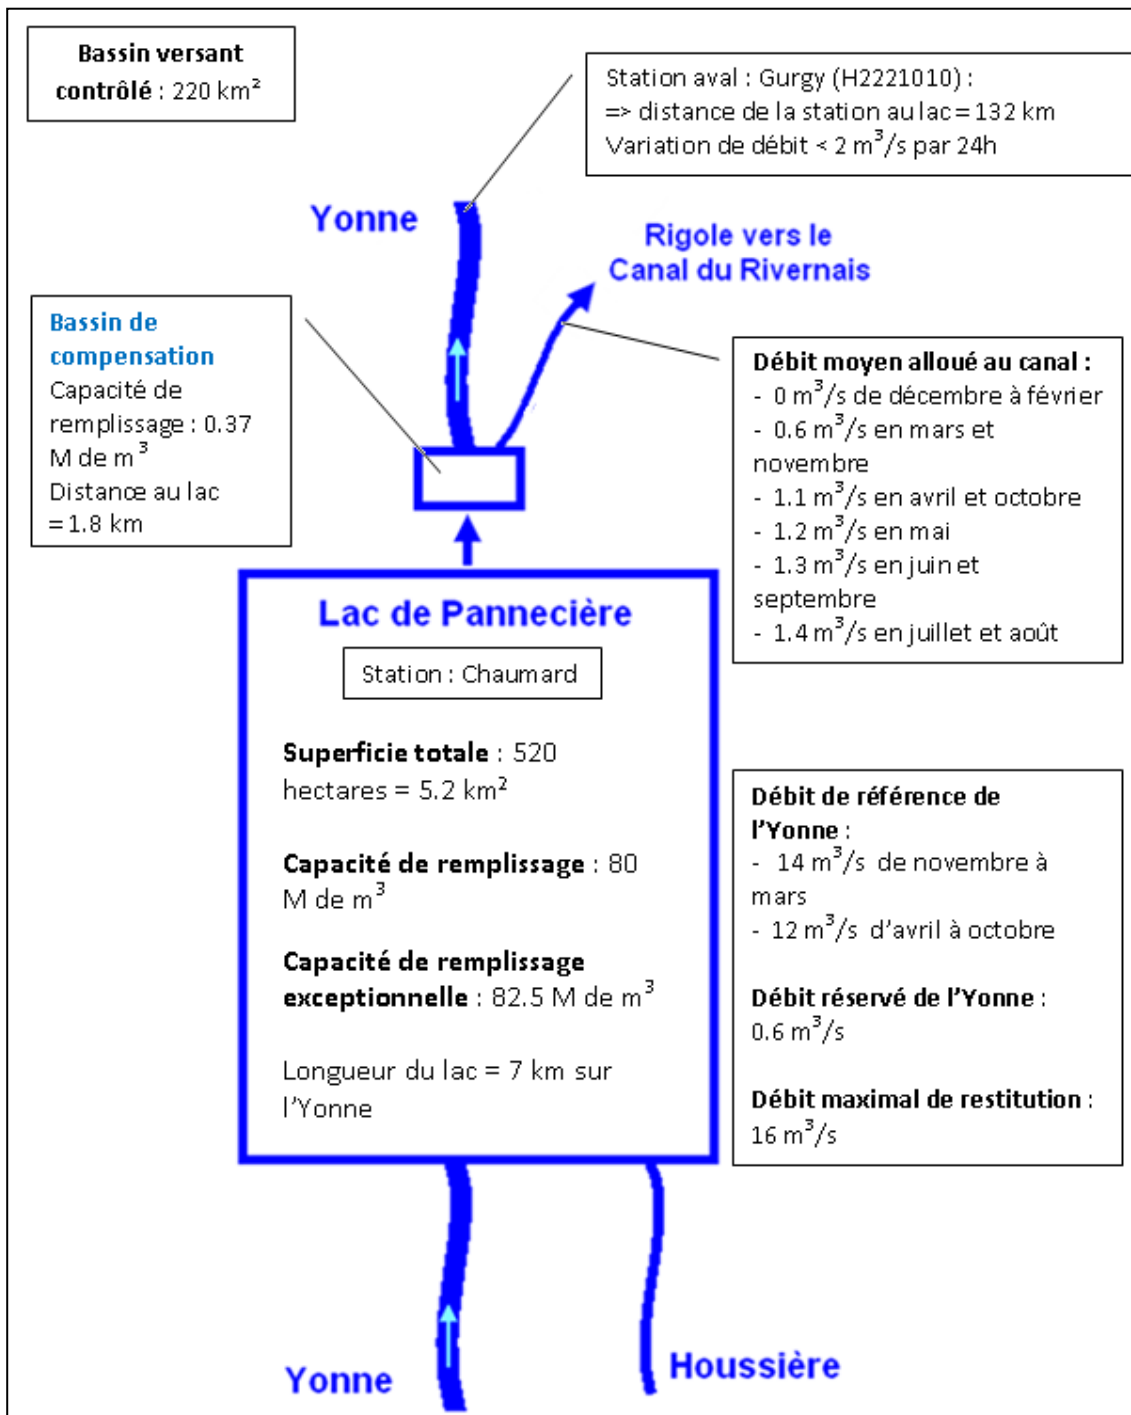 Bassin versant
contrôlé : 220 km²
Station aval : Gurgy (H2221010) :
=> distance de la station au lac = 132 km
Variation de débit < 2 m³/s par 24h
Yonne
Rigole vers le
Canal du Rivernais
Bassin de
compensation
Capacité de
remplissage : 0.37
M de m³
Distance au lac
= 1.8 km
Débit moyen alloué au canal :
- 0 m³/s de décembre à février
- 0.6 m³/s en mars et
novembre
- 1.1 m³/s en avril et octobre
- 1.2 m³/s en mai
- 1.3 m³/s en juin et
septembre
- 1.4 m³/s en juillet et août
Lac de Pannecière
Station : Chaumard
Superficie totale : 520
hectares = 5.2 km²
Capacité de remplissage : 80
M de m³
Capacité de remplissage
exceptionnelle : 82.5 M de m³
Longueur du lac = 7 km sur
l'Yonne
Débit de référence de
l'Yonne :
- 14 m³/s de novembre à
mars
- 12 m³/s d'avril à octobre
Débit réservé de l'Yonne :
0.6 m³/s
Débit maximal de restitution :
16 m³/s
Yonne
Houssière